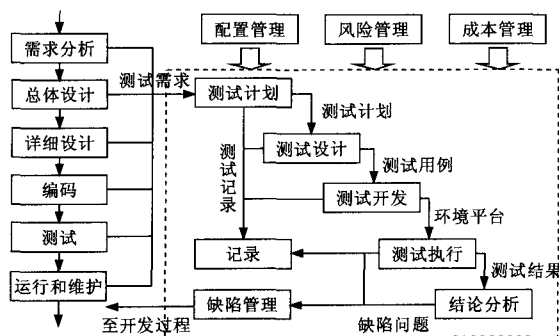 配置管理
风险管理
成本管理
需求分析
总体设计
详细设计
编码
测试
运行和维护
测试需求
测试计划
测试计划
测试设计
测试用例
测试开发
测试记录
环境平台
记录
测试执行
测试结果
缺陷管理
结论分析
至开发过程
缺陷问题